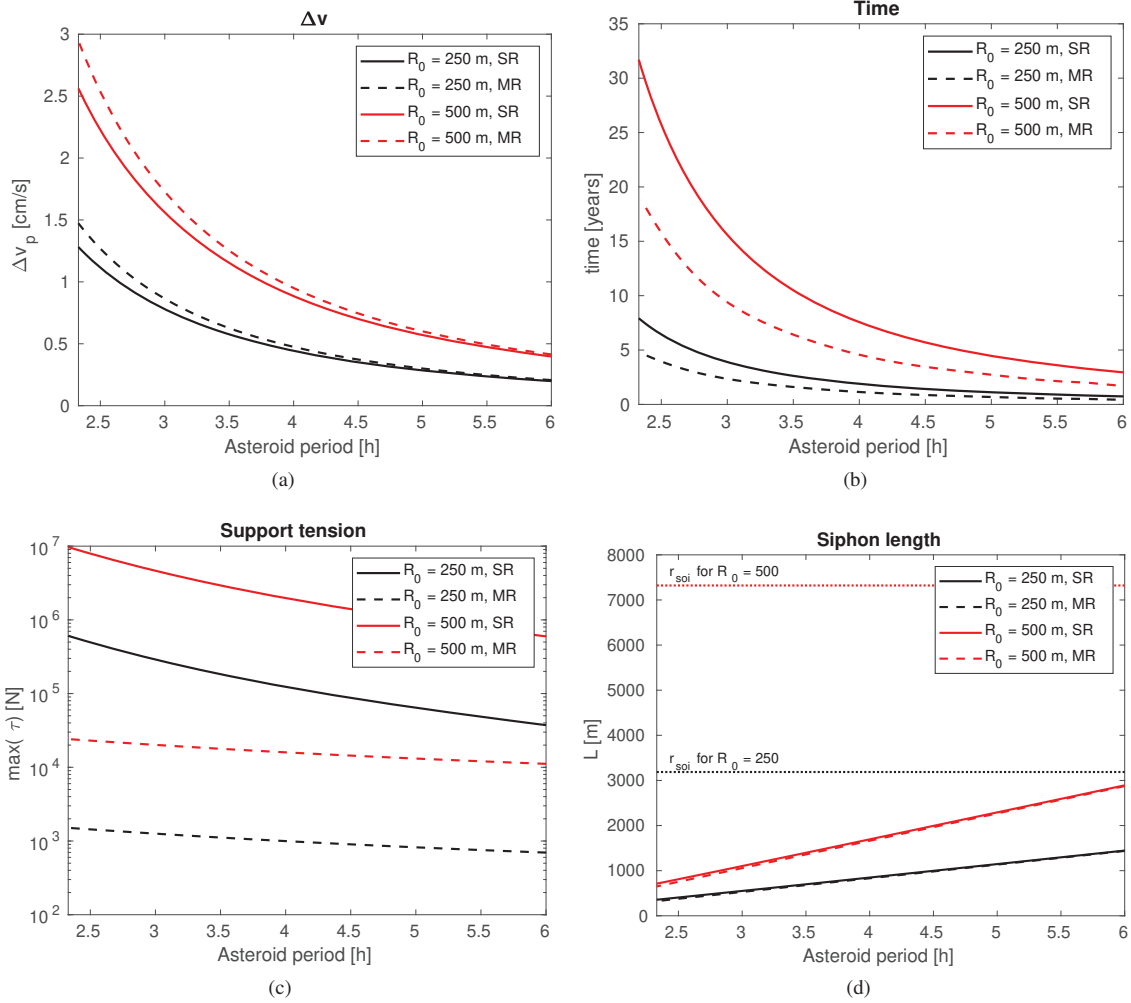 Δv
3
2.5
2
1.5
1
0.5
0
Δv_p [cm/s]
R_0 = 250 m, SR
R_0 = 250 m, MR
R_0 = 500 m, SR
R_0 = 500 m, MR
2.5 3 3.5 4 4.5 5 5.5 6
Asteroid period [h]
(a)
Time
35
30
25
20
15
10
5
0
time [years]
R_0 = 250 m, SR
R_0 = 250 m, MR
R_0 = 500 m, SR
R_0 = 500 m, MR
2.5 3 3.5 4 4.5 5 5.5 6
Asteroid period [h]
(b)
Support tension
10^7
10^6
10^5
10^4
10^3
10^2
max( τ) [N]
R_0 = 250 m, SR
R_0 = 250 m, MR
R_0 = 500 m, SR
R_0 = 500 m, MR
2.5 3 3.5 4 4.5 5 5.5 6
Asteroid period [h]
(c)
Siphon length
8000
7000
6000
5000
4000
3000
2000
1000
0
L [m]
r_soi for R_0 = 500
R_0 = 250 m, SR
R_0 = 250 m, MR
R_0 = 500 m, SR
R_0 = 500 m, MR
r_soi for R_0 = 250
2.5 3 3.5 4 4.5 5 5.5 6
Asteroid period [h]
(d)